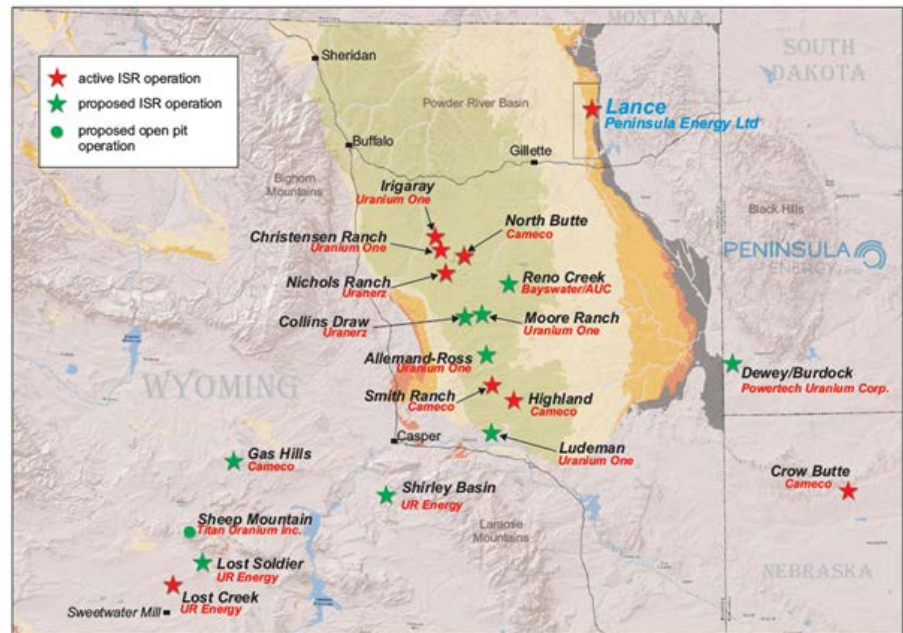 MONTANA
SOUTH
DAKOTA
active ISR operation
proposed ISR operation
proposed open pit
operation
Sheridan
Powder River Basin
Lance
Peninsula Energy Ltd
Buffalo
Gillette
Bighorn
Mountains
Irigaray
Uranium One
North Butte
Cameco
Black Hills
Christensen Ranch
Uranium One
PENINSULA
ENERGY
Nichols Ranch
Uranerz
Reno Creek
Bayswater/AUC
Collins Draw
Uranerz
Moore Ranch
Uranium One
Allemand-Ross
Uranium One
WYOMING
Dewey/Burdock
Powertech Uranium Corp.
Smith Ranch
Cameco
Highland
Cameco
Casper
Ludeman
Uranium One
Gas Hills
Cameco
Crow Butte
Cameco
Shirley Basin
UR Energy
Sheep Mountain
Titan Oranium Inc.
Laramie
Mountains
Lost Soldier
UR Energy
NEBRASKA
Lost Creek
UR Energy
Sweetwater Mill